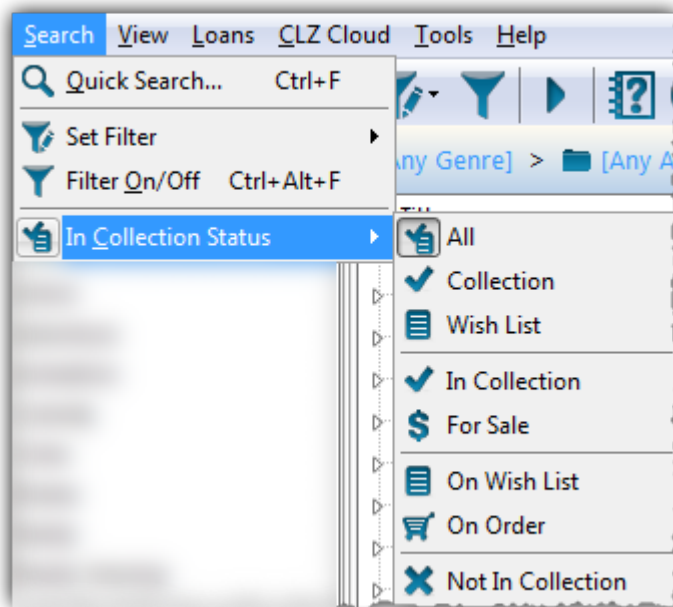 Search View Loans CLZ Cloud Tools Help
Quick Search... Ctrl+F
Set Filter
Filter On/Off Ctrl+Alt+F
In Collection Status
Any Genre] > [Any A
All
Collection
Wish List
In Collection
For Sale
On Wish List
On Order
Not In Collection